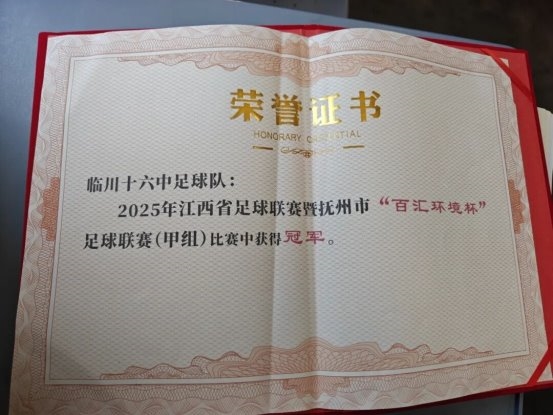 荣誉证书
HONORARY CREDENTIAL
临川十六中足球队：
2025年江西省足球联赛暨抚州市“百汇环境杯”
足球联赛(甲组)比赛中获得冠军。